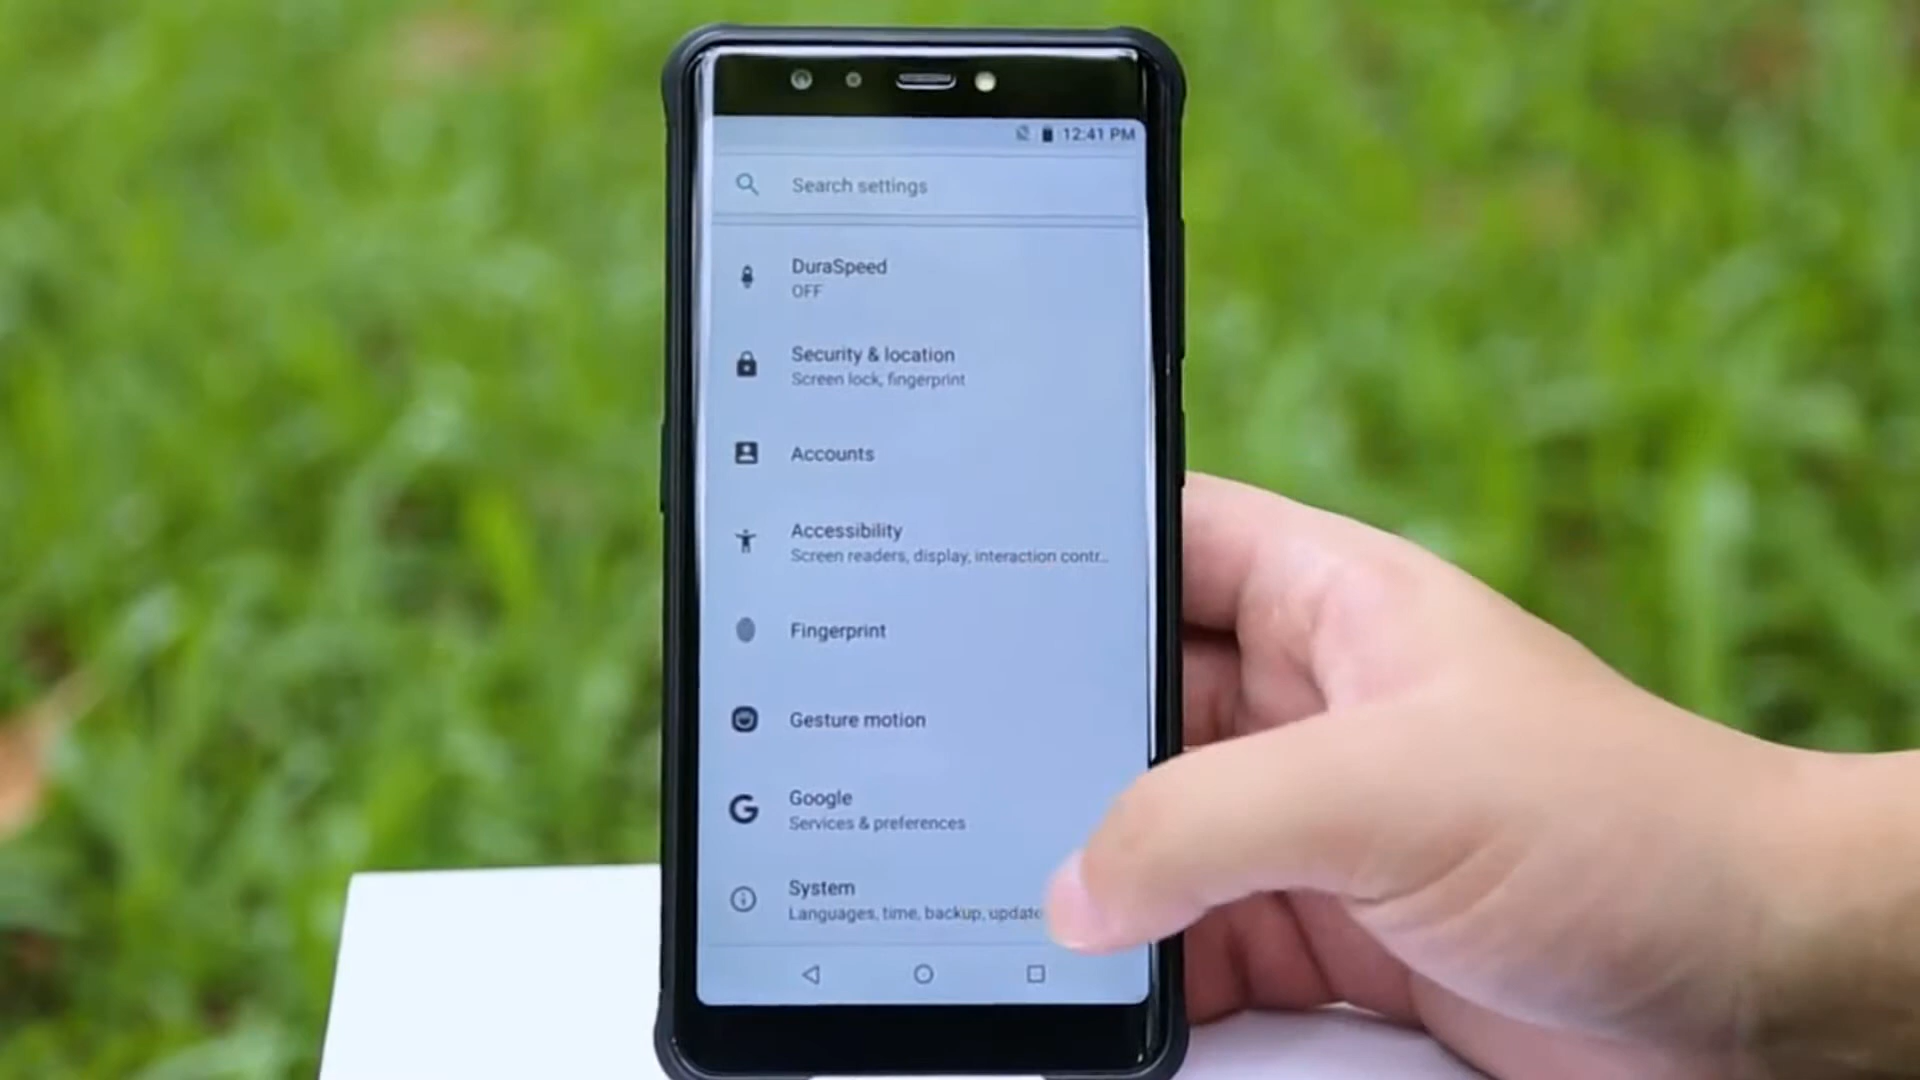 12:41 PM
Search settings
DuraSpeed
OFF
Security & location
Screen lock, fingerprint
Accounts
Accessibility
Screen readers, display, interaction contr...
Fingerprint
Gesture motion
Google
Services & preferences
System
Languages, time, backup, update